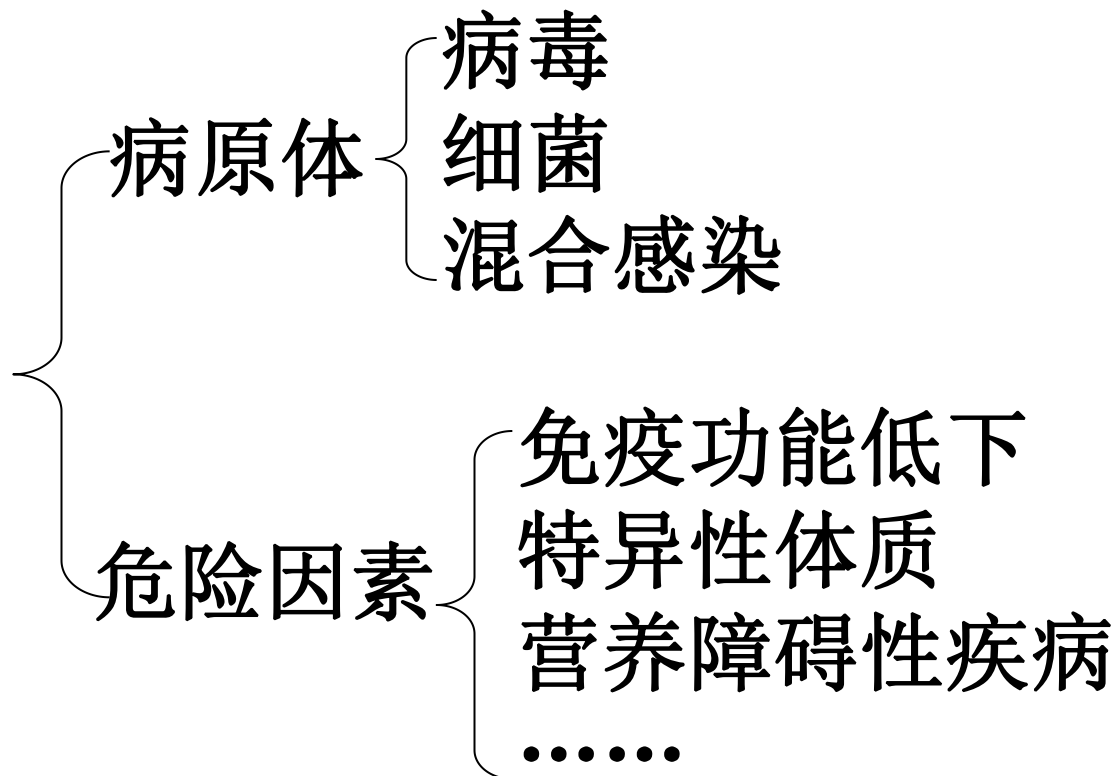 病原体
病毒
细菌
混合感染
危险因素
免疫功能低下
特异性体质
营养障碍性疾病
……